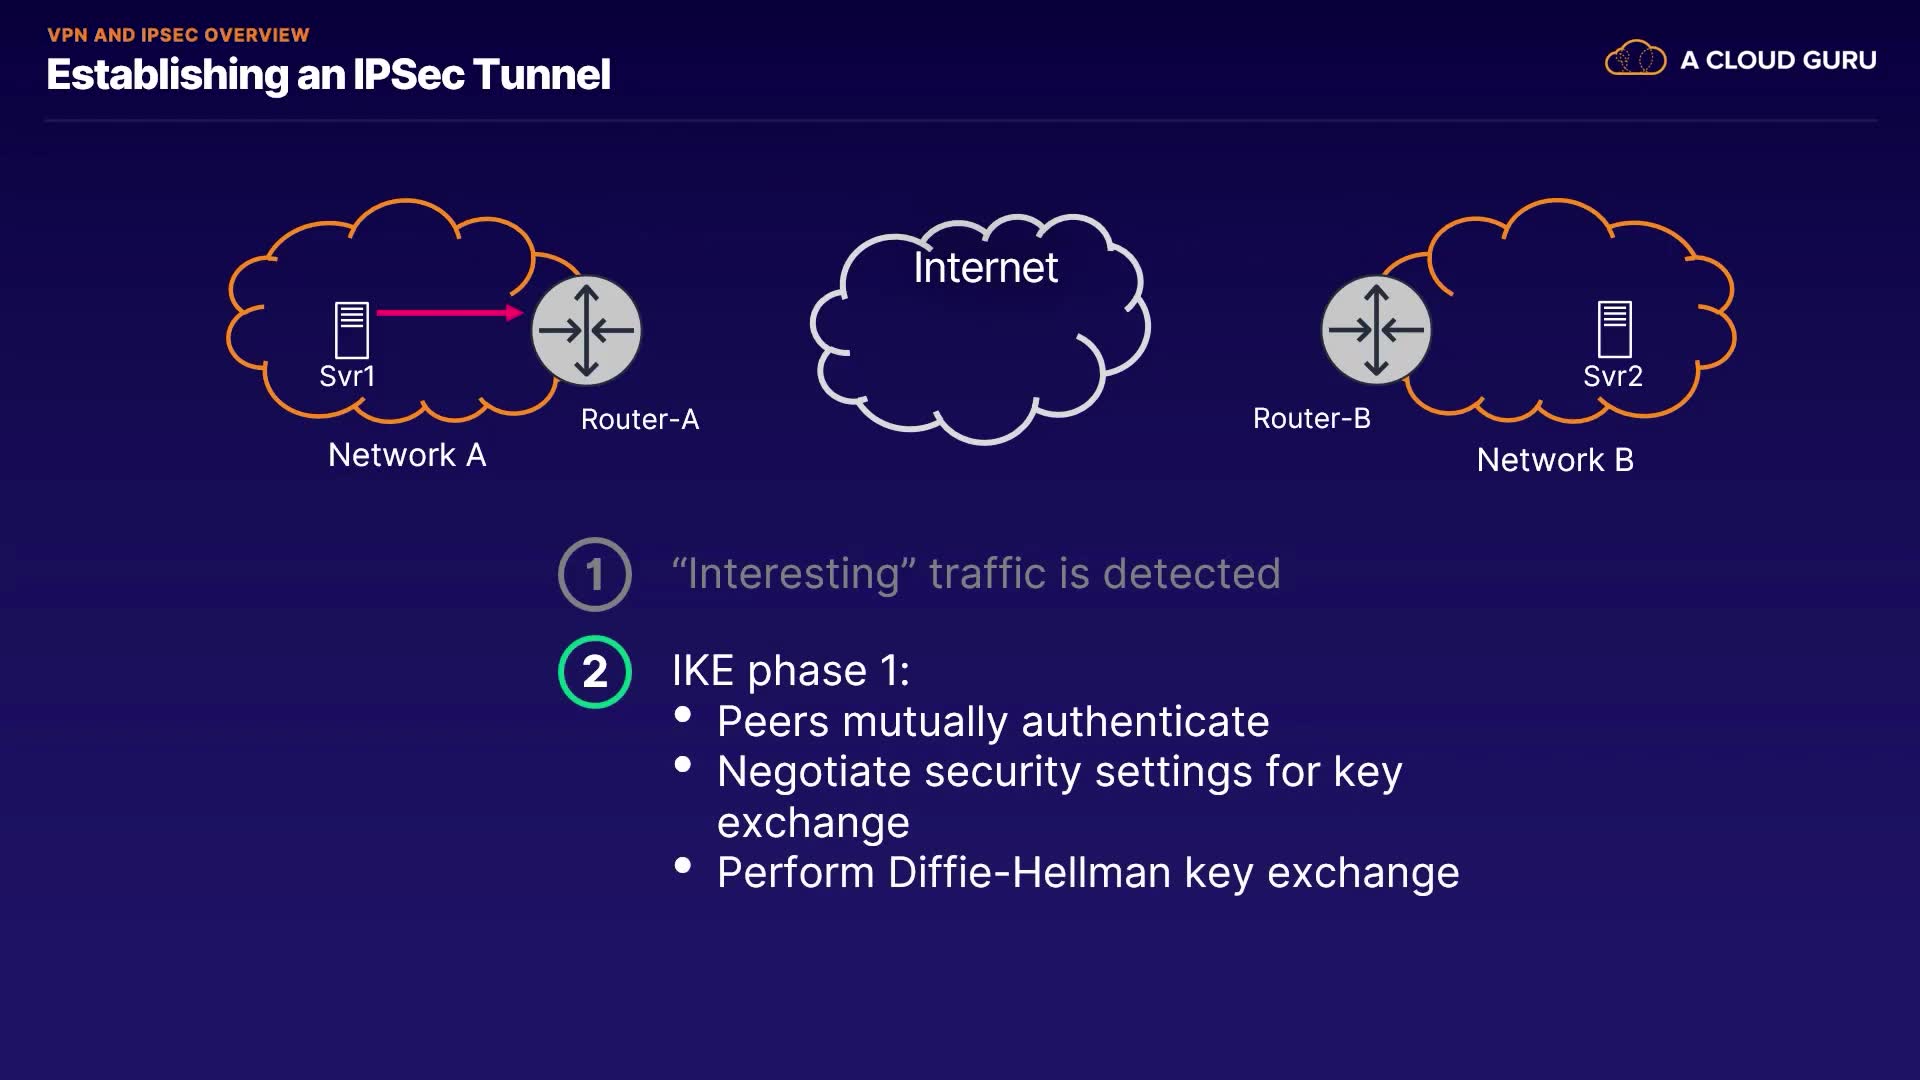 VPN AND IPSEC OVERVIEW
Establishing an IPSec Tunnel
A CLOUD GURU
Internet
Svr1
Svr2
Router-A
Router-B
Network A
Network B
1 “Interesting” traffic is detected
2 IKE phase 1:
• Peers mutually authenticate
• Negotiate security settings for key
exchange
• Perform Diffie-Hellman key exchange